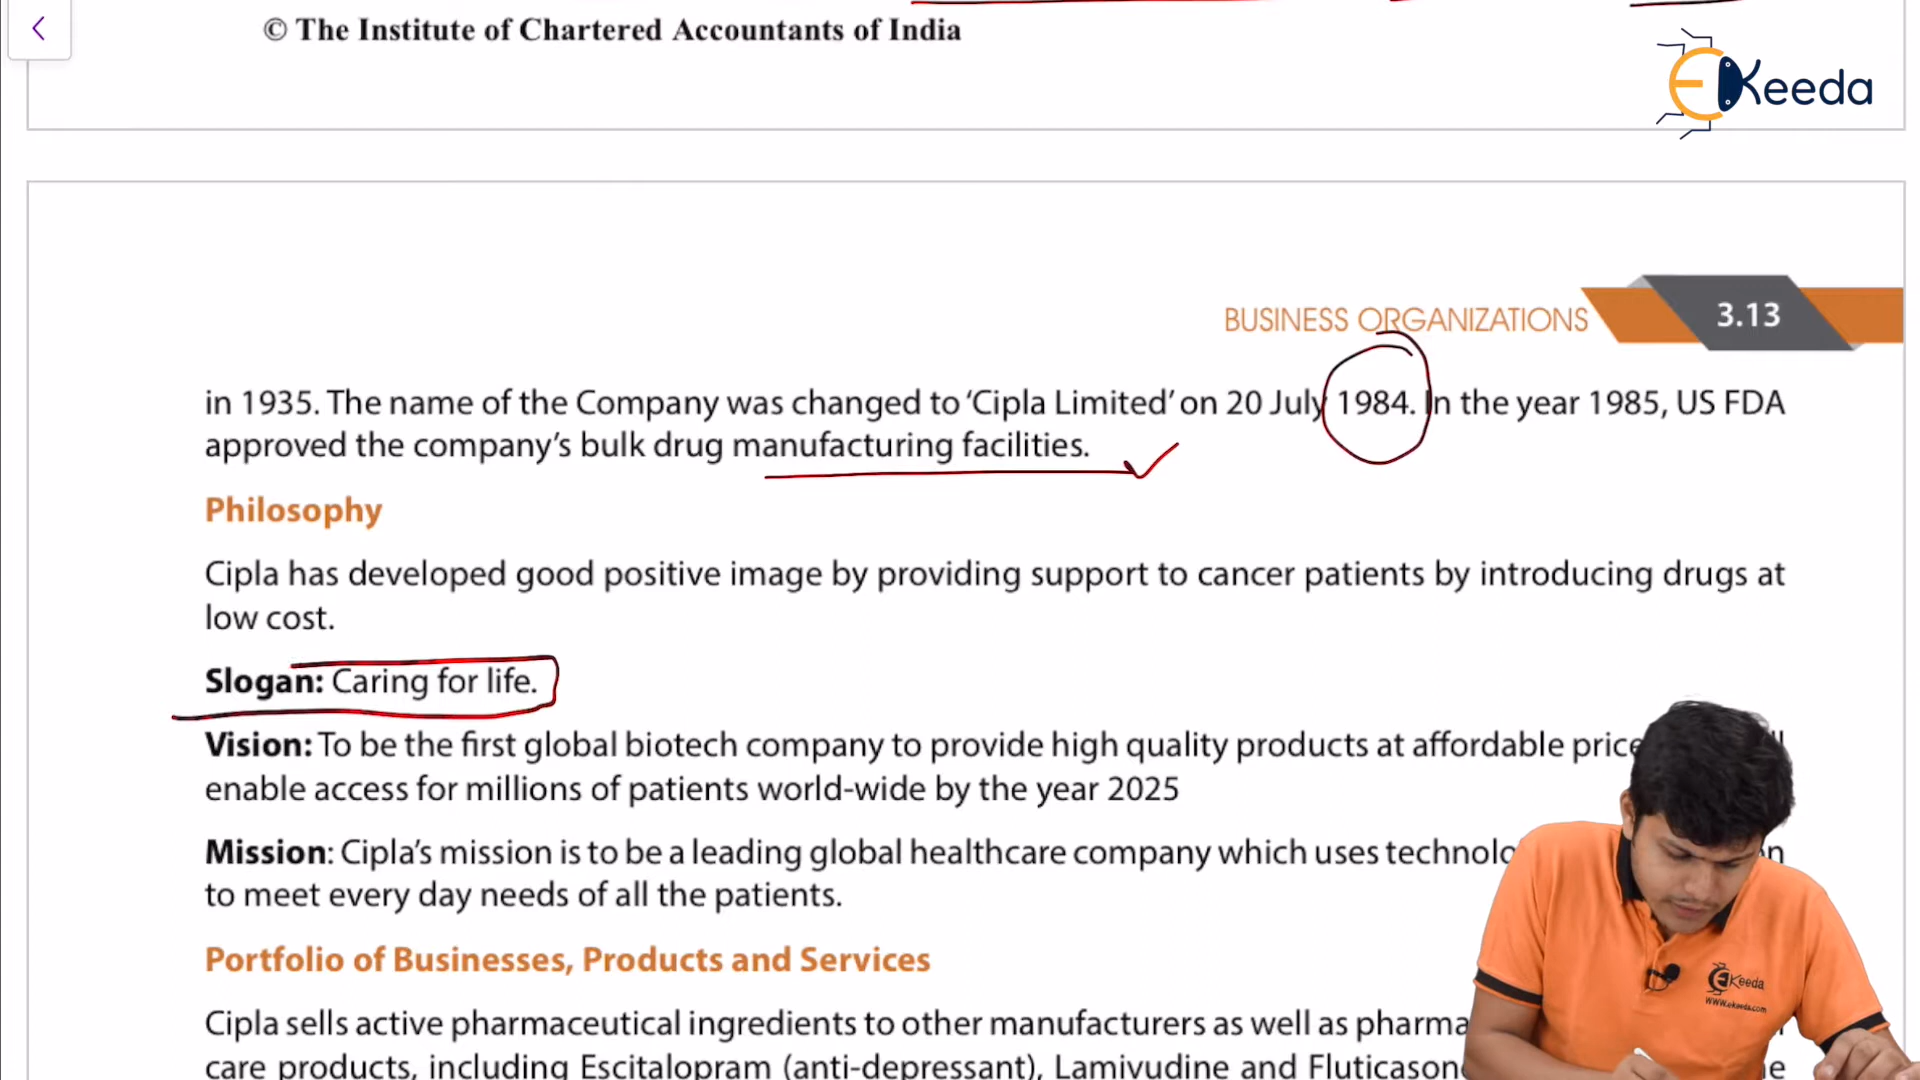 © The Institute of Chartered Accountants of India
EKeeda
BUSINESS ORGANIZATIONS
3.13
in 1935. The name of the Company was changed to ‘Cipla Limited’ on 20 July 1984. In the year 1985, US FDA
approved the company’s bulk drug manufacturing facilities.
Philosophy
Cipla has developed good positive image by providing support to cancer patients by introducing drugs at
low cost.
Slogan: Caring for life.
Vision: To be the first global biotech company to provide high quality products at affordable
enable access for millions of patients world-wide by the year 2025
Mission: Cipla’s mission is to be a leading global healthcare company which uses
to meet every day needs of all the patients.
Portfolio of Businesses, Products and Services
Cipla sells active pharmaceutical ingredients to other manufacturers as well as
care products, including Escitalopram (anti-depressant), Lamivudine and
EKeeda
www.ekeeda.com